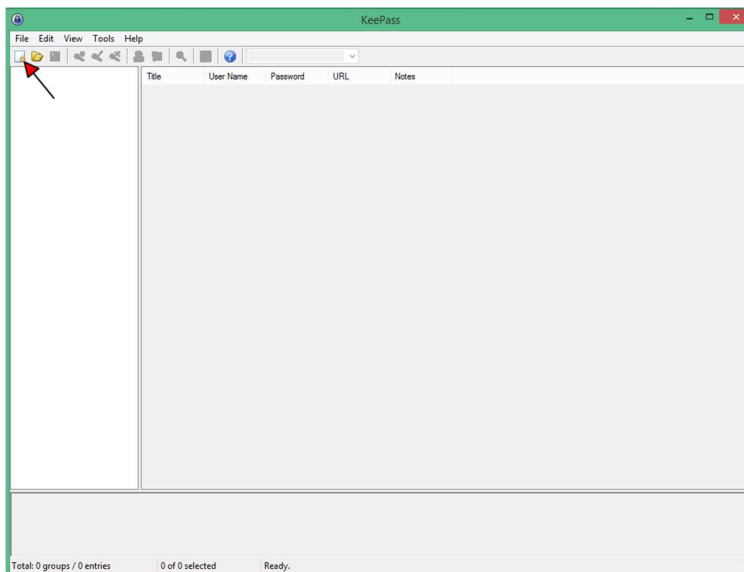 KeePass
File Edit View Tools Help
Title User Name Password URL Notes
Total: 0 groups / 0 entries 0 of 0 selected Ready.